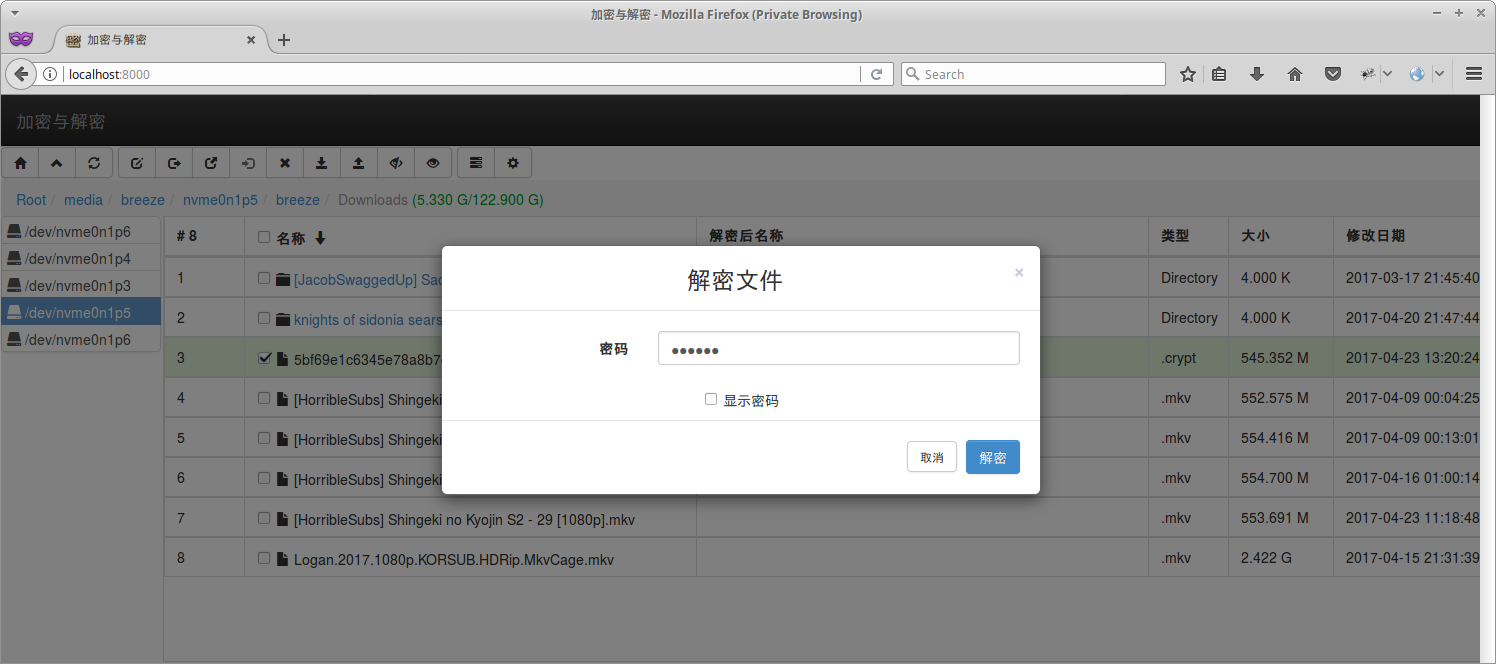 加密与解密 - Mozilla Firefox (Private Browsing)
加密与解密
localhost:8000
Search
加密与解密
Root / media / breeze / nvme0n1p5 / breeze / Downloads (5.330 G/122.900 G)
/dev/nvme0n1p6
/dev/nvme0n1p4
/dev/nvme0n1p3
/dev/nvme0n1p5
/dev/nvme0n1p6
# 8 名称 解密后名称 类型 大小 修改日期
1 [JacobSwaggedUp] Directory 4.000 K 2017-03-17 21:45:40
2 knights of sidonia sears Directory 4.000 K 2017-04-20 21:47:44
3 5bf69e1c6345e78a8b7 .crypt 545.352 M 2017-04-23 13:20:24
4 [HorribleSubs] Shingeki .mkv 552.575 M 2017-04-09 00:04:25
5 [HorribleSubs] Shingeki .mkv 554.416 M 2017-04-09 00:13:01
6 [HorribleSubs] Shingeki .mkv 554.700 M 2017-04-16 01:00:14
7 [HorribleSubs] Shingeki no Kyojin S2 - 29 [1080p].mkv .mkv 553.691 M 2017-04-23 11:18:48
8 Logan.2017.1080p.KORSUB.HDRip.MkvCage.mkv .mkv 2.422 G 2017-04-15 21:31:39
解密文件 ×
密码 ●●●●●●
显示密码
取消 解密